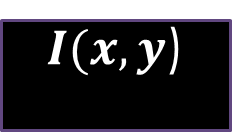 I(x, y)